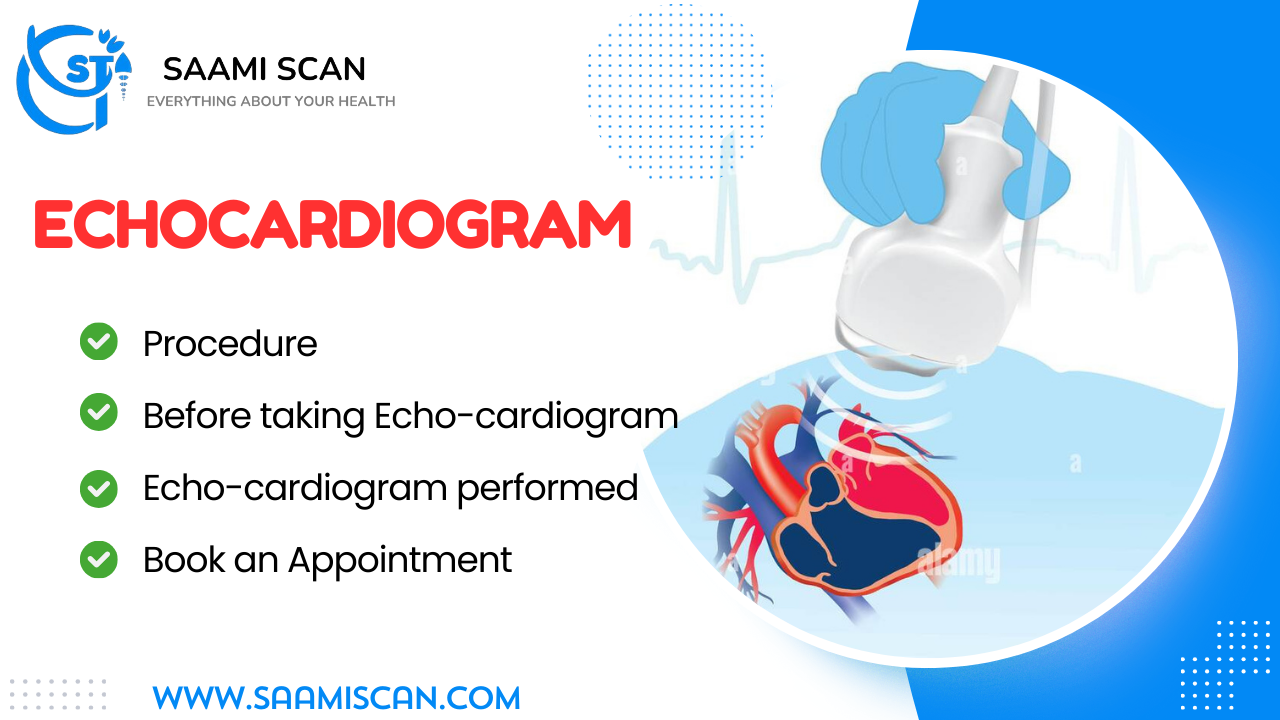 ST
SAAMI SCAN
EVERYTHING ABOUT YOUR HEALTH
ECHOCARDIOGRAM
Procedure
Before taking Echo-cardiogram
Echo-cardiogram performed
Book an Appointment
WWW.SAAMISCAN.COM
a
a
a
a
a
alamy